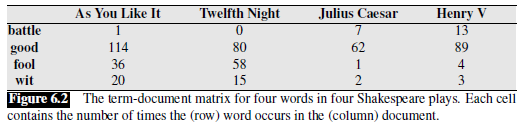 As You Like It Twelfth Night Julius Caesar Henry V
battle 1 0 7 13
good 114 80 62 89
fool 36 58 1 4
wit 20 15 2 3
Figure 6.2 The term-document matrix for four words in four Shakespeare plays. Each cell
contains the number of times the (row) word occurs in the (column) document.